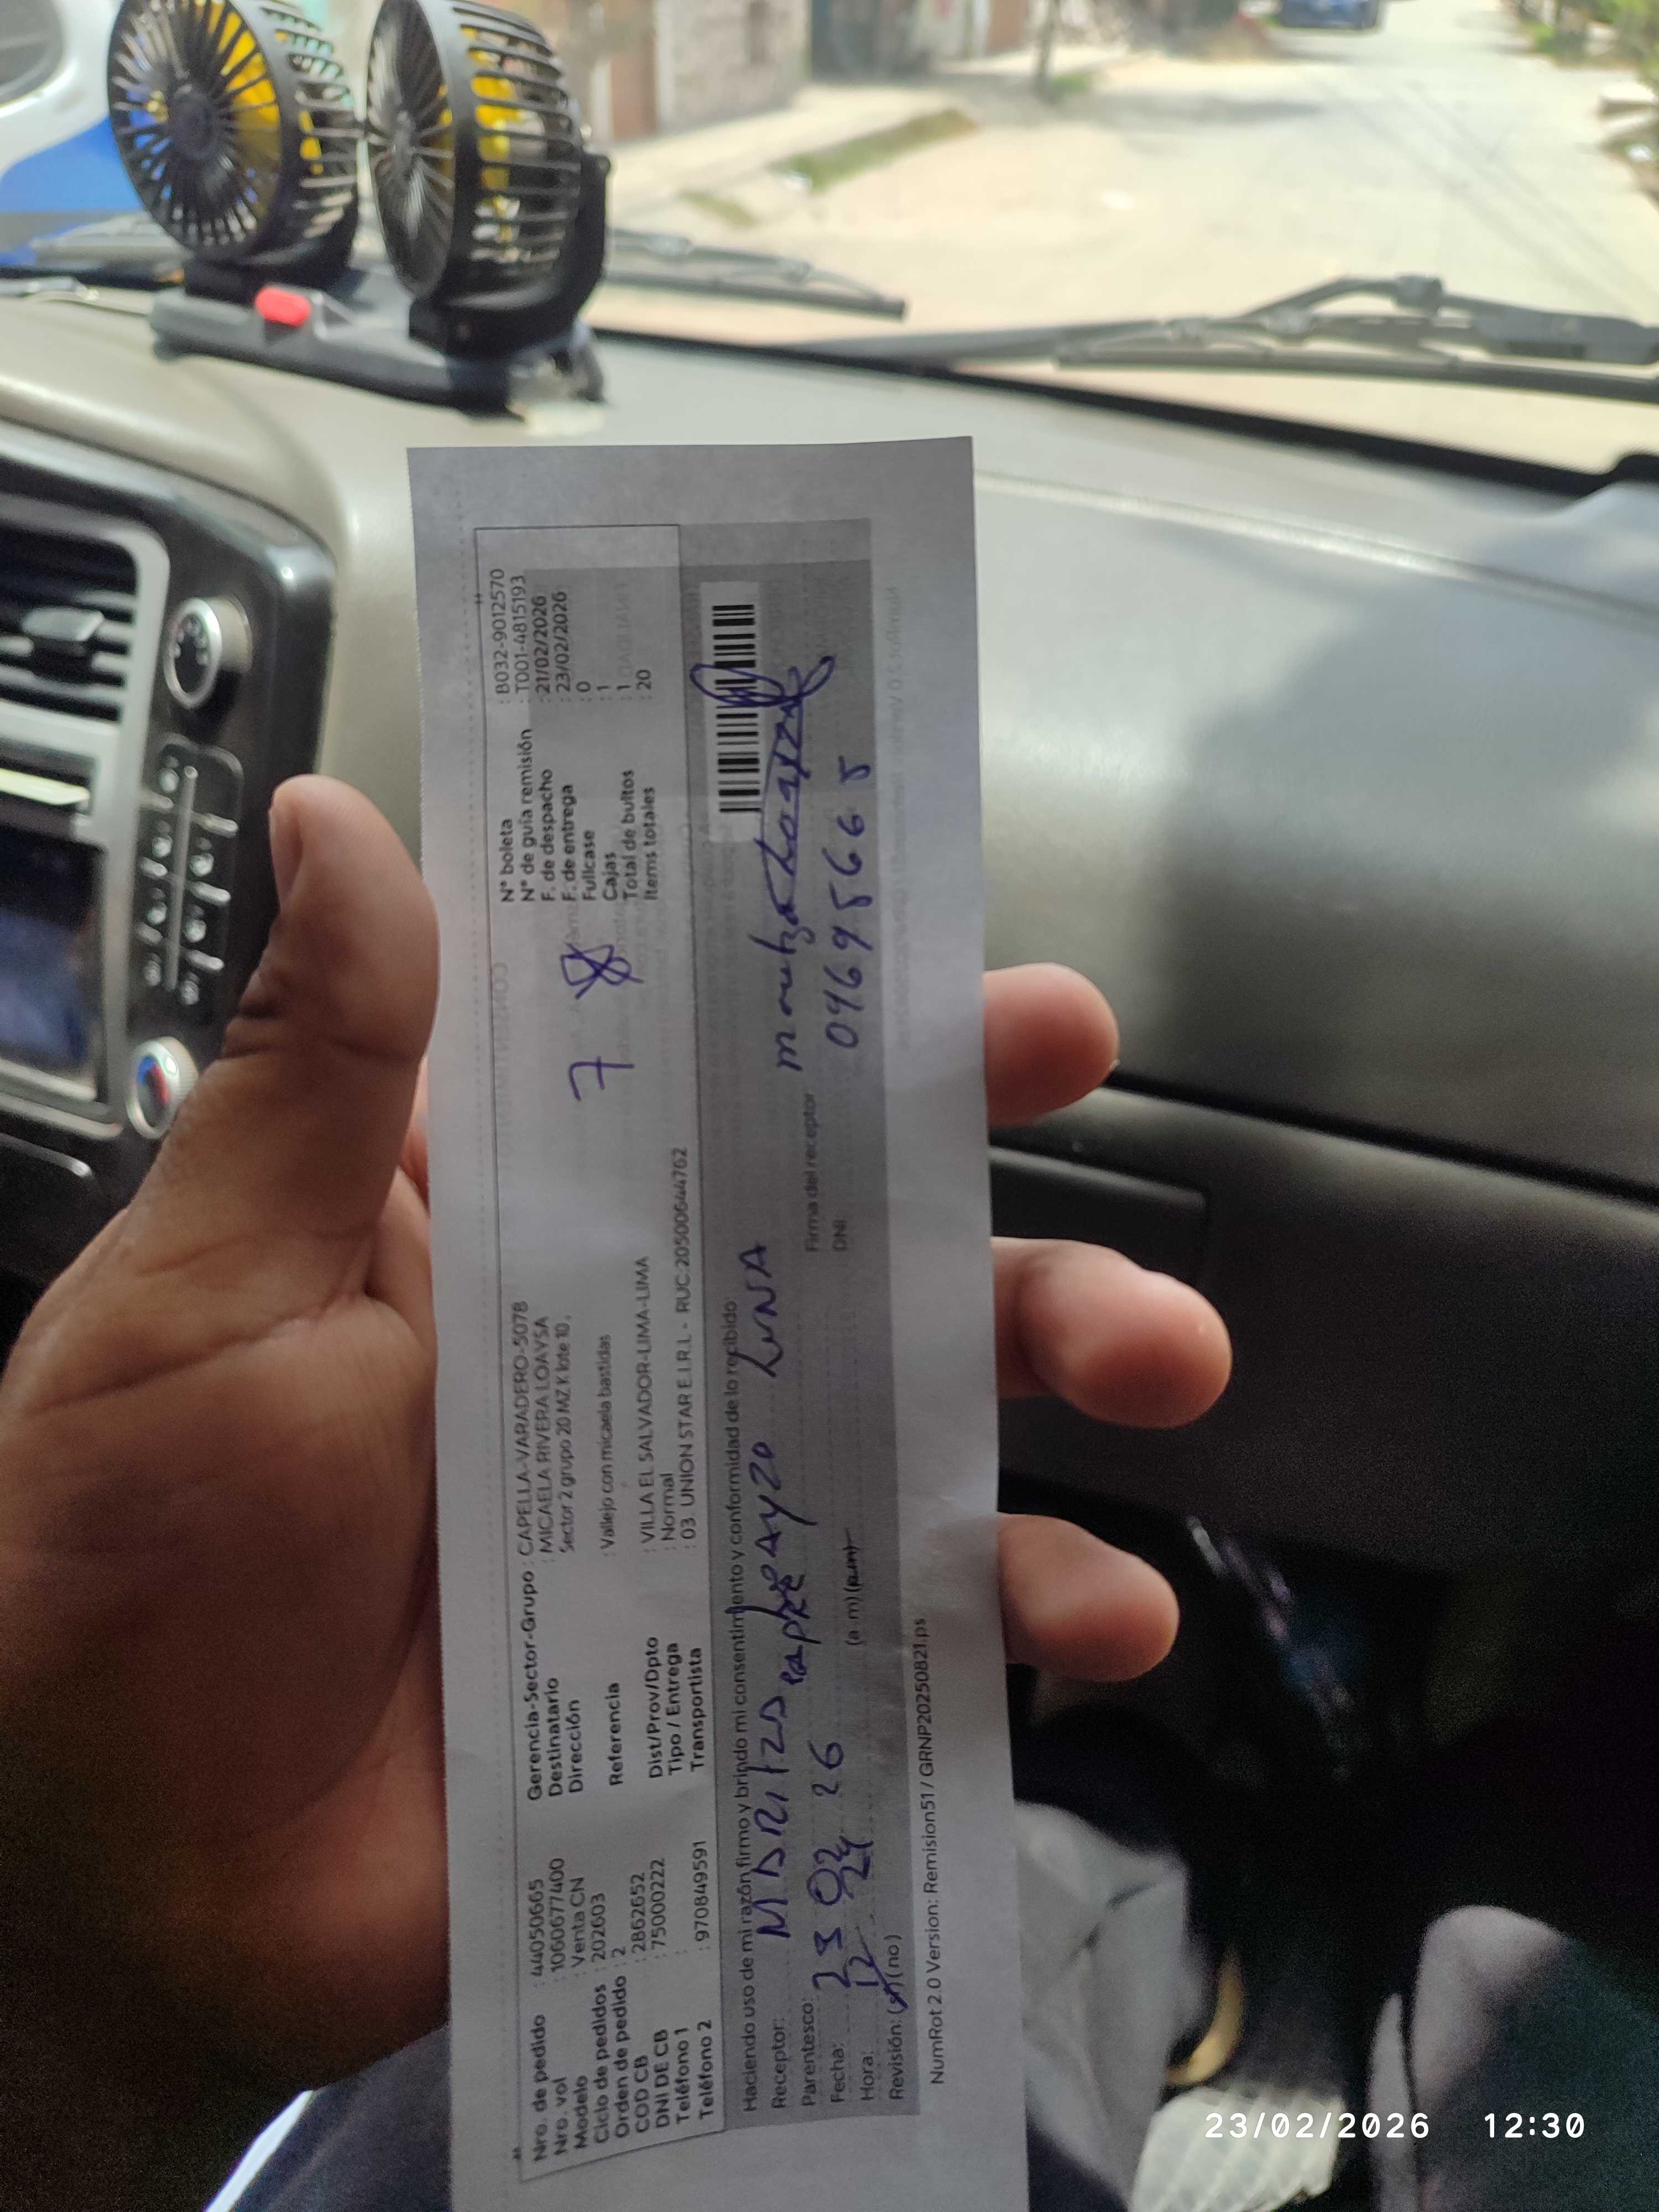 Nro. de pedido : 44050665
Nro. vol : 1060677400
Modelo : Venta CN
Ciclo de pedidos : 202603
Orden de pedido : 2
COD CB : 2862652
DNI DE CB : 75000222
Teléfono 1 :
Teléfono 2 : 970849591
Gerencia-Sector-Grupo : CAPELLA-VARADERO-5078
Destinatario : MICAELA RIVERA LOAYSA
Dirección Sector 2 grupo 20 MZ K lote 10 .
Referencia : Vallejo con micaela bastidas
Dist/Prov/Dpto : VILLA EL SALVADOR-LIMA-LIMA
Tipo / Entrega : Normal
Transportista : 03 UNION STAR E.I.R.L - RUC:20500644762
7
N° boleta : B032-9012570
N° de guía remisión : T001-4815193
F. de despacho : 21/02/2026
F. de entrega : 23/02/2026
Fullcase : 0
Cajas : 1
Total de bultos : 1
Items totales : 20
Haciendo uso de mi razón firmo y brindo mi consentimiento y conformidad de lo recibido
Receptor: LUNA
Parentesco:
Fecha: 23 02 26
Hora: 12 24 (a m) (p.m)
Revisión: (si) (no)
Firma del receptor
DNI:
NumRot 2.0 Version: Remision51 / GRNP20250821.ps
23/02/2026 12:30